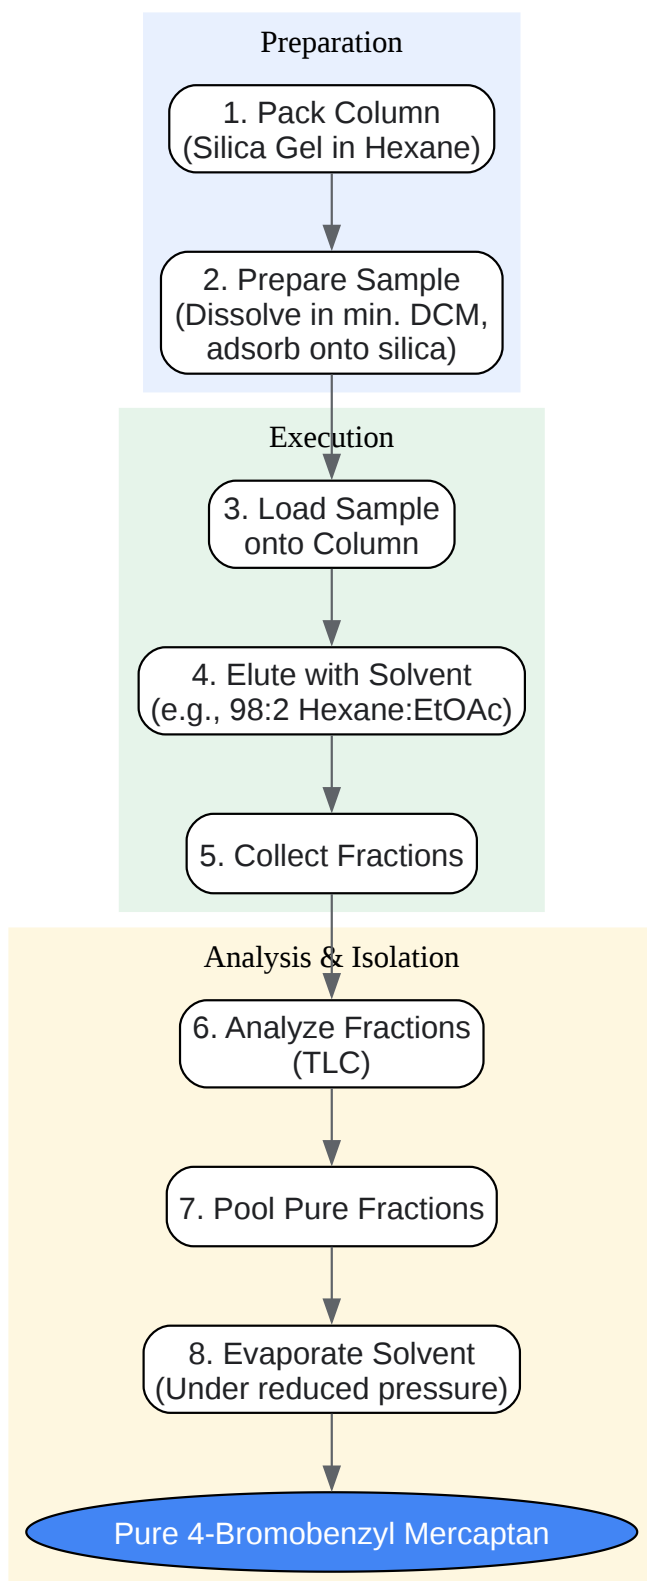 Preparation
1. Pack Column
(Silica Gel in Hexane)
2. Prepare Sample
(Dissolve in min. DCM,
adsorb onto silica)
Execution
3. Load Sample
onto Column
4. Elute with Solvent
(e.g., 98:2 Hexane:EtOAc)
5. Collect Fractions
Analysis & Isolation
6. Analyze Fractions
(TLC)
7. Pool Pure Fractions
8. Evaporate Solvent
(Under reduced pressure)
Pure 4-Bromobenzyl Mercaptan